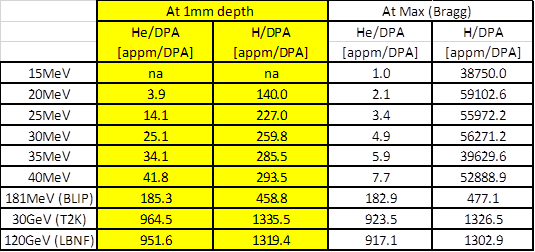 At 1mm depth At Max (Bragg)
He/DPA H/DPA He/DPA H/DPA
[appm/DPA] [appm/DPA] [appm/DPA] [appm/DPA]
15MeV na na 1.0 38750.0
20MeV 3.9 140.0 2.1 59102.6
25MeV 14.1 227.0 3.4 55972.2
30MeV 25.1 259.8 4.9 56271.2
35MeV 34.1 285.5 5.9 39629.6
40MeV 41.8 293.5 7.7 52888.9
181MeV (BLIP) 185.3 458.8 182.9 477.1
30GeV (T2K) 964.5 1335.5 923.5 1326.5
120GeV (LBNF) 951.6 1319.4 917.1 1302.9